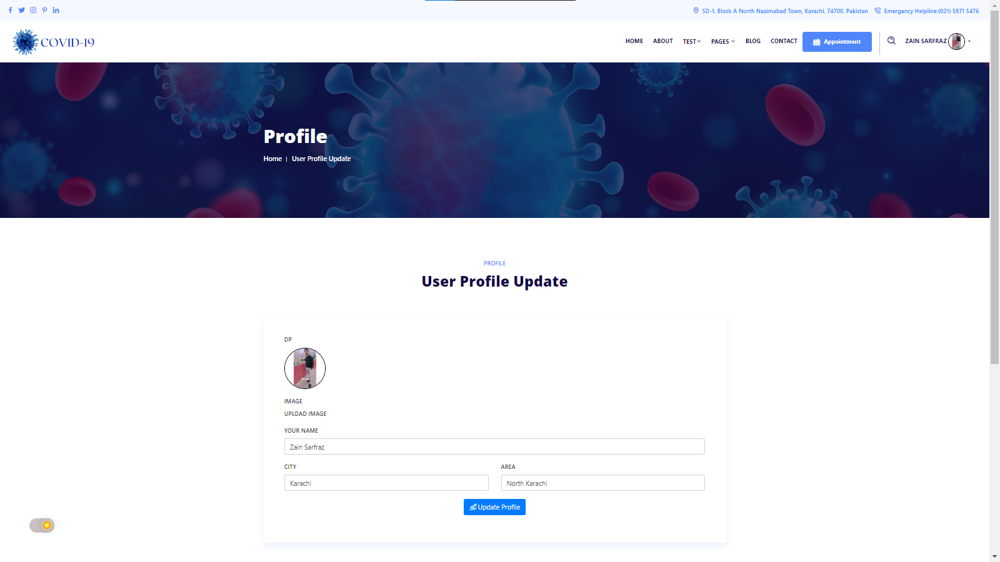 SD-1, Block A North Nazimabad Town, Karachi, 74700, Pakistan
Emergancy Helpline:(021) 5871 5476
COVID-19
HOME
ABOUT
TEST
PAGES
BLOG
CONTACT
Appointment
ZAIN SARFRAZ
Profile
Home | User Profile Update
PROFILE
User Profile Update
DP
IMAGE
UPLOAD IMAGE
YOUR NAME
Zain Sarfraz
CITY
AREA
Karachi
North Karachi
Update Profile